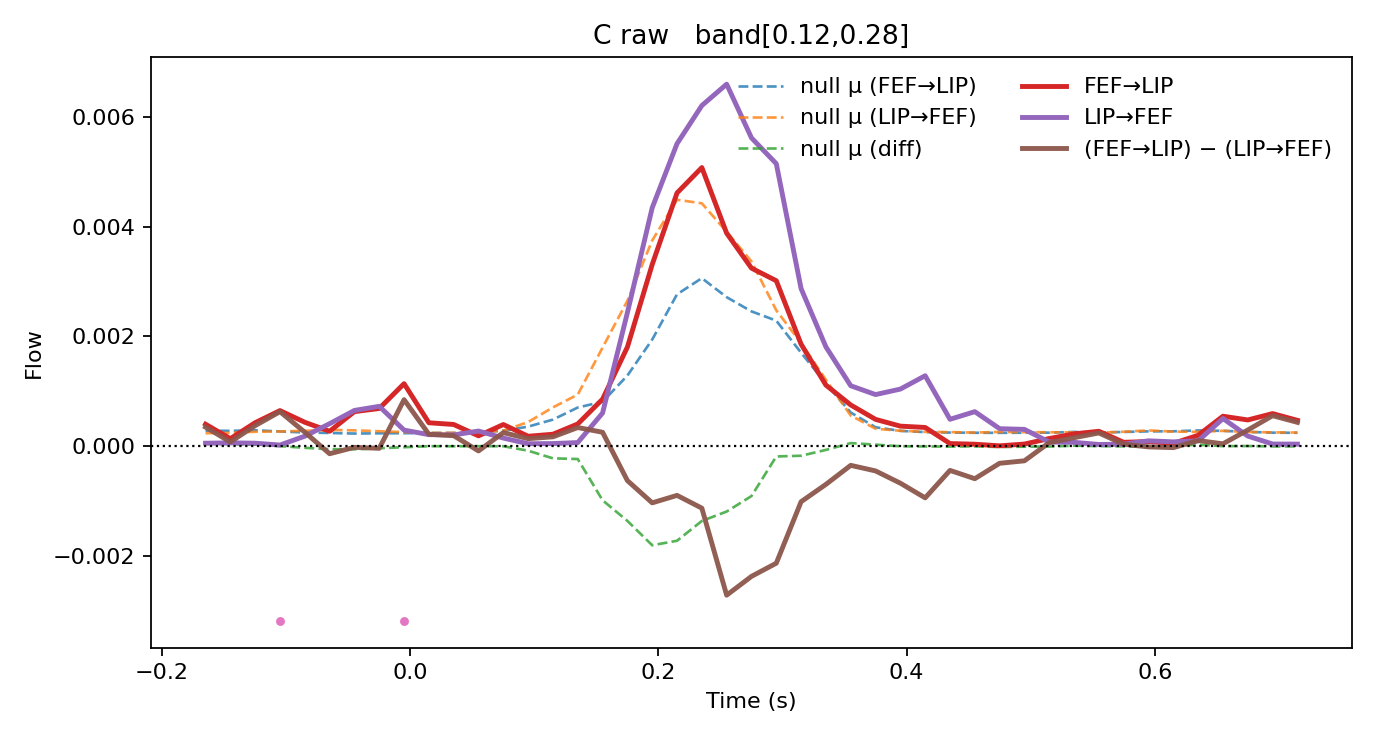 C raw band[0.12,0.28]
null μ (FEF→LIP)
null μ (LIP→FEF)
null μ (diff)
FEF→LIP
LIP→FEF
(FEF→LIP) − (LIP→FEF)
Flow
0.006
0.004
0.002
0.000
−0.002
−0.2
0.0
0.2
0.4
0.6
Time (s)